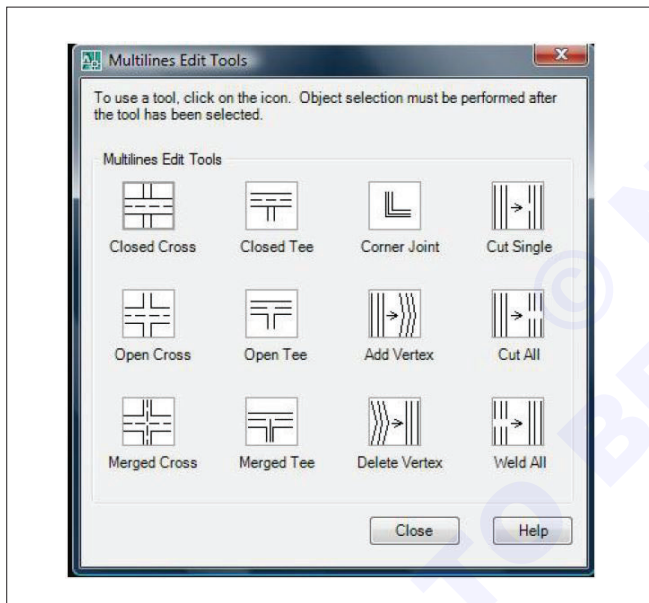 Multilines Edit Tools
To use a tool, click on the icon. Object selection must be performed after
the tool has been selected.
Multilines Edit Tools
Closed Cross Closed Tee Corner Joint Cut Single
Open Cross Open Tee Add Vertex Cut All
Merged Cross Merged Tee Delete Vertex Weld All
Close Help
©
TO BE